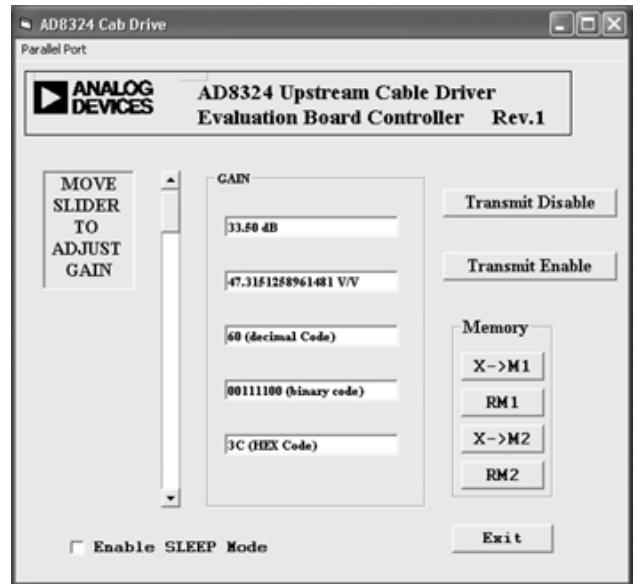 AD8324 Cab Drive
Parallel Port
ANALOG
DEVICES
AD8324 Upstream Cable Driver
Evaluation Board Controller Rev.1
MOVE
SLIDER
TO
ADJUST
GAIN
GAIN
33.50 dB
47.3151258961481 V/V
60 (decimal Code)
00111100 (binary code)
3C (HEX Code)
Transmit Disable
Transmit Enable
Memory
X->M1
RM1
X->M2
RM2
Enable SLEEP Mode
Exit